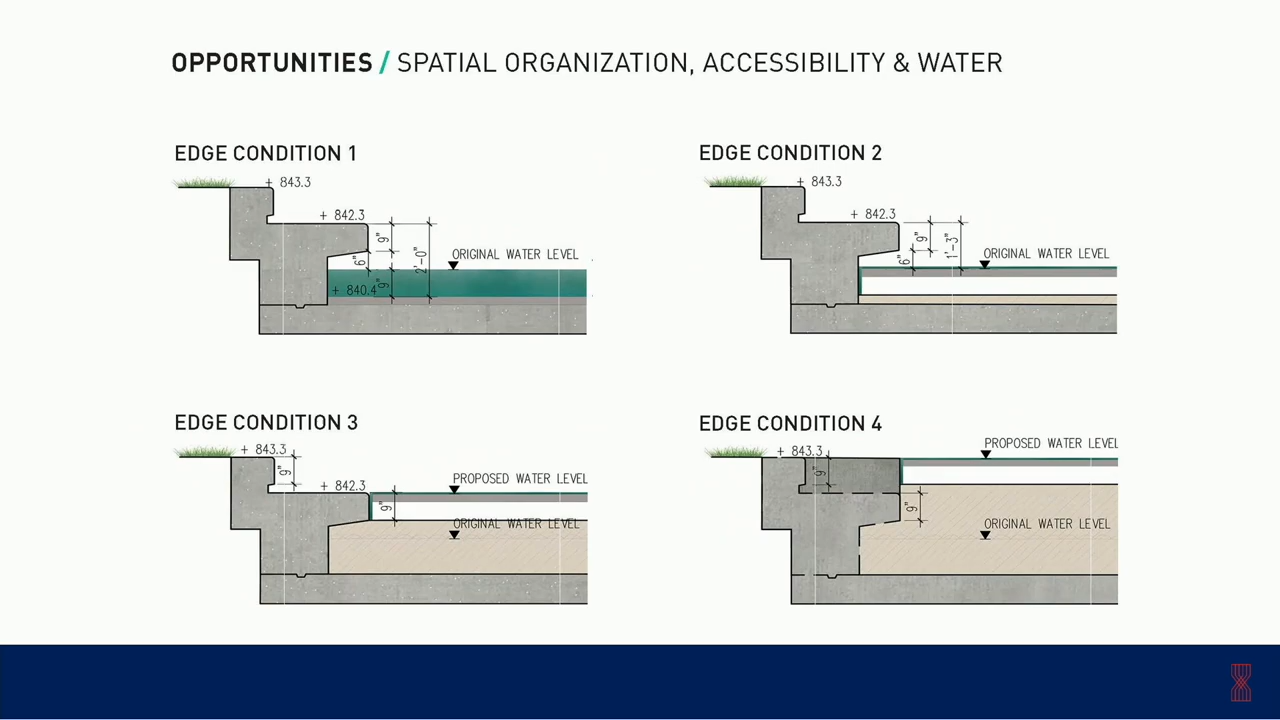 OPPORTUNITIES / SPATIAL ORGANIZATION, ACCESSIBILITY & WATER
EDGE CONDITION 1
+ 843.3
+ 842.3
9"
6"
2'-0"
ORIGINAL WATER LEVEL
+ 840.4
9"
EDGE CONDITION 2
+ 843.3
+ 842.3
9"
1'-3"
6"
ORIGINAL WATER LEVEL
EDGE CONDITION 3
+ 843.3
9"
+ 842.3
PROPOSED WATER LEVEL
9"
ORIGINAL WATER LEVEL
EDGE CONDITION 4
PROPOSED WATER LEVEL
+ 843.3
9"
9"
ORIGINAL WATER LEVEL